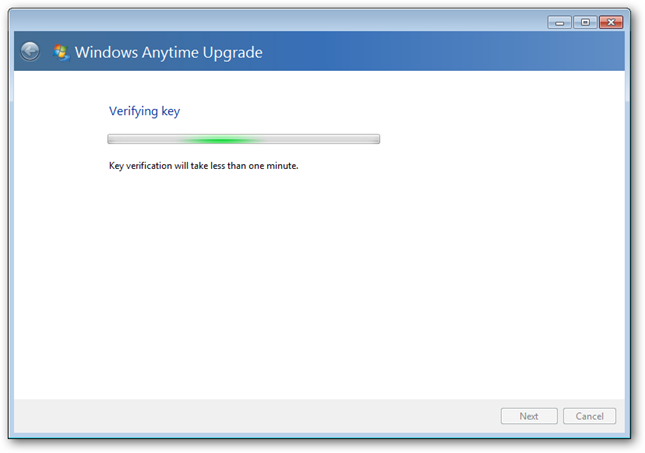 Windows Anytime Upgrade
Verifying key
Key verification will take less than one minute.
Next
Cancel